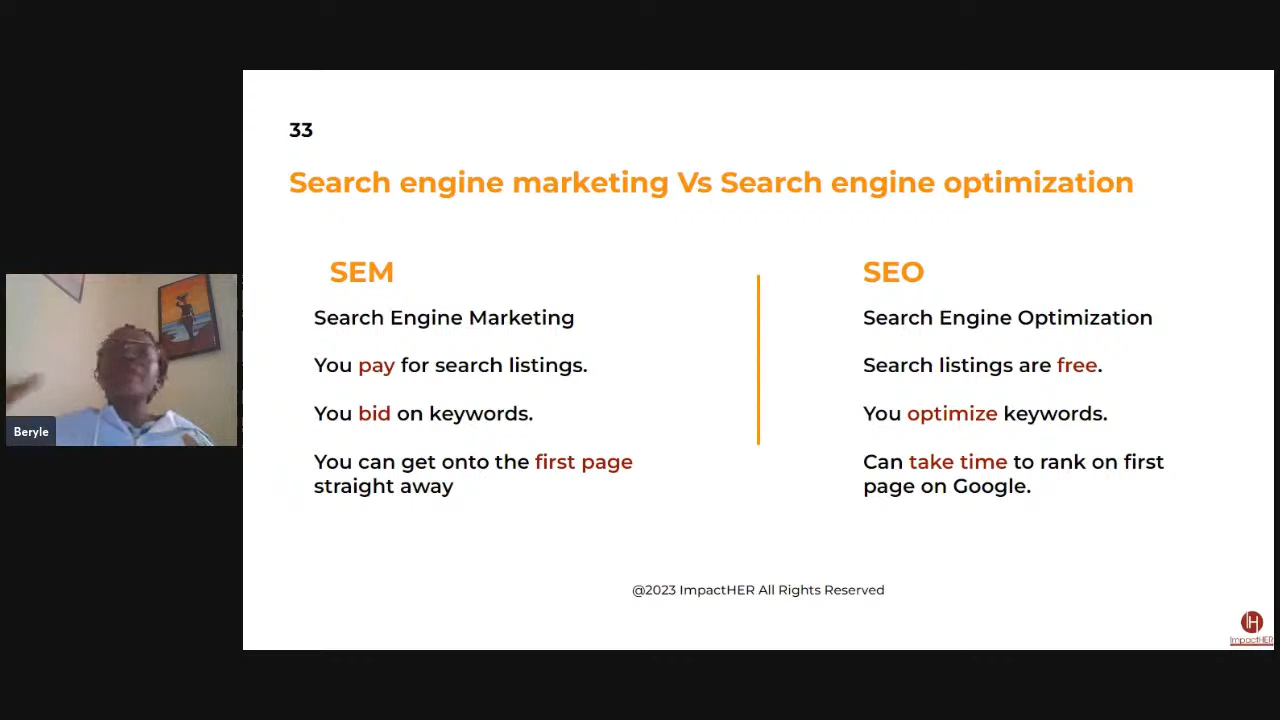 33
Search engine marketing Vs Search engine optimization
SEM
Search Engine Marketing
You pay for search listings.
You bid on keywords.
You can get onto the first page
straight away
SEO
Search Engine Optimization
Search listings are free.
You optimize keywords.
Can take time to rank on first
page on Google.
Beryle
@2023 ImpactHER All Rights Reserved
IH
ImpactHER